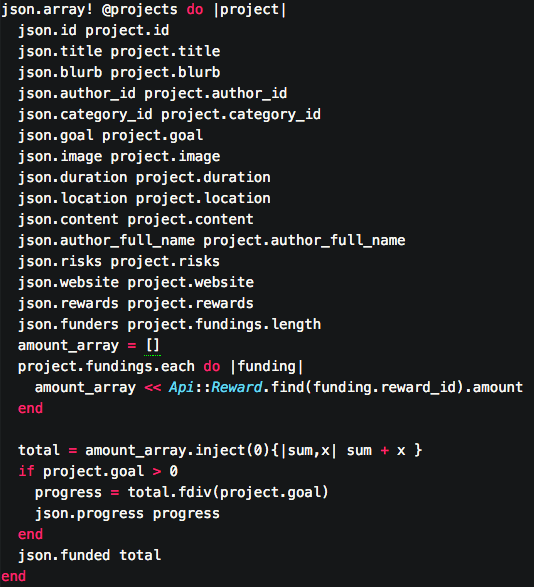 json.array! @projects do |project|
  json.id project.id
  json.title project.title
  json.blurb project.blurb
  json.author_id project.author_id
  json.category_id project.category_id
  json.goal project.goal
  json.image project.image
  json.duration project.duration
  json.location project.location
  json.content project.content
  json.author_full_name project.author_full_name
  json.risks project.risks
  json.website project.website
  json.rewards project.rewards
  json.funders project.fundings.length
  amount_array = []
  project.fundings.each do |funding|
    amount_array << Api::Reward.find(funding.reward_id).amount
  end

  total = amount_array.inject(0){|sum,x| sum + x }
  if project.goal > 0
    progress = total.fdiv(project.goal)
    json.progress progress
  end
  json.funded total
end